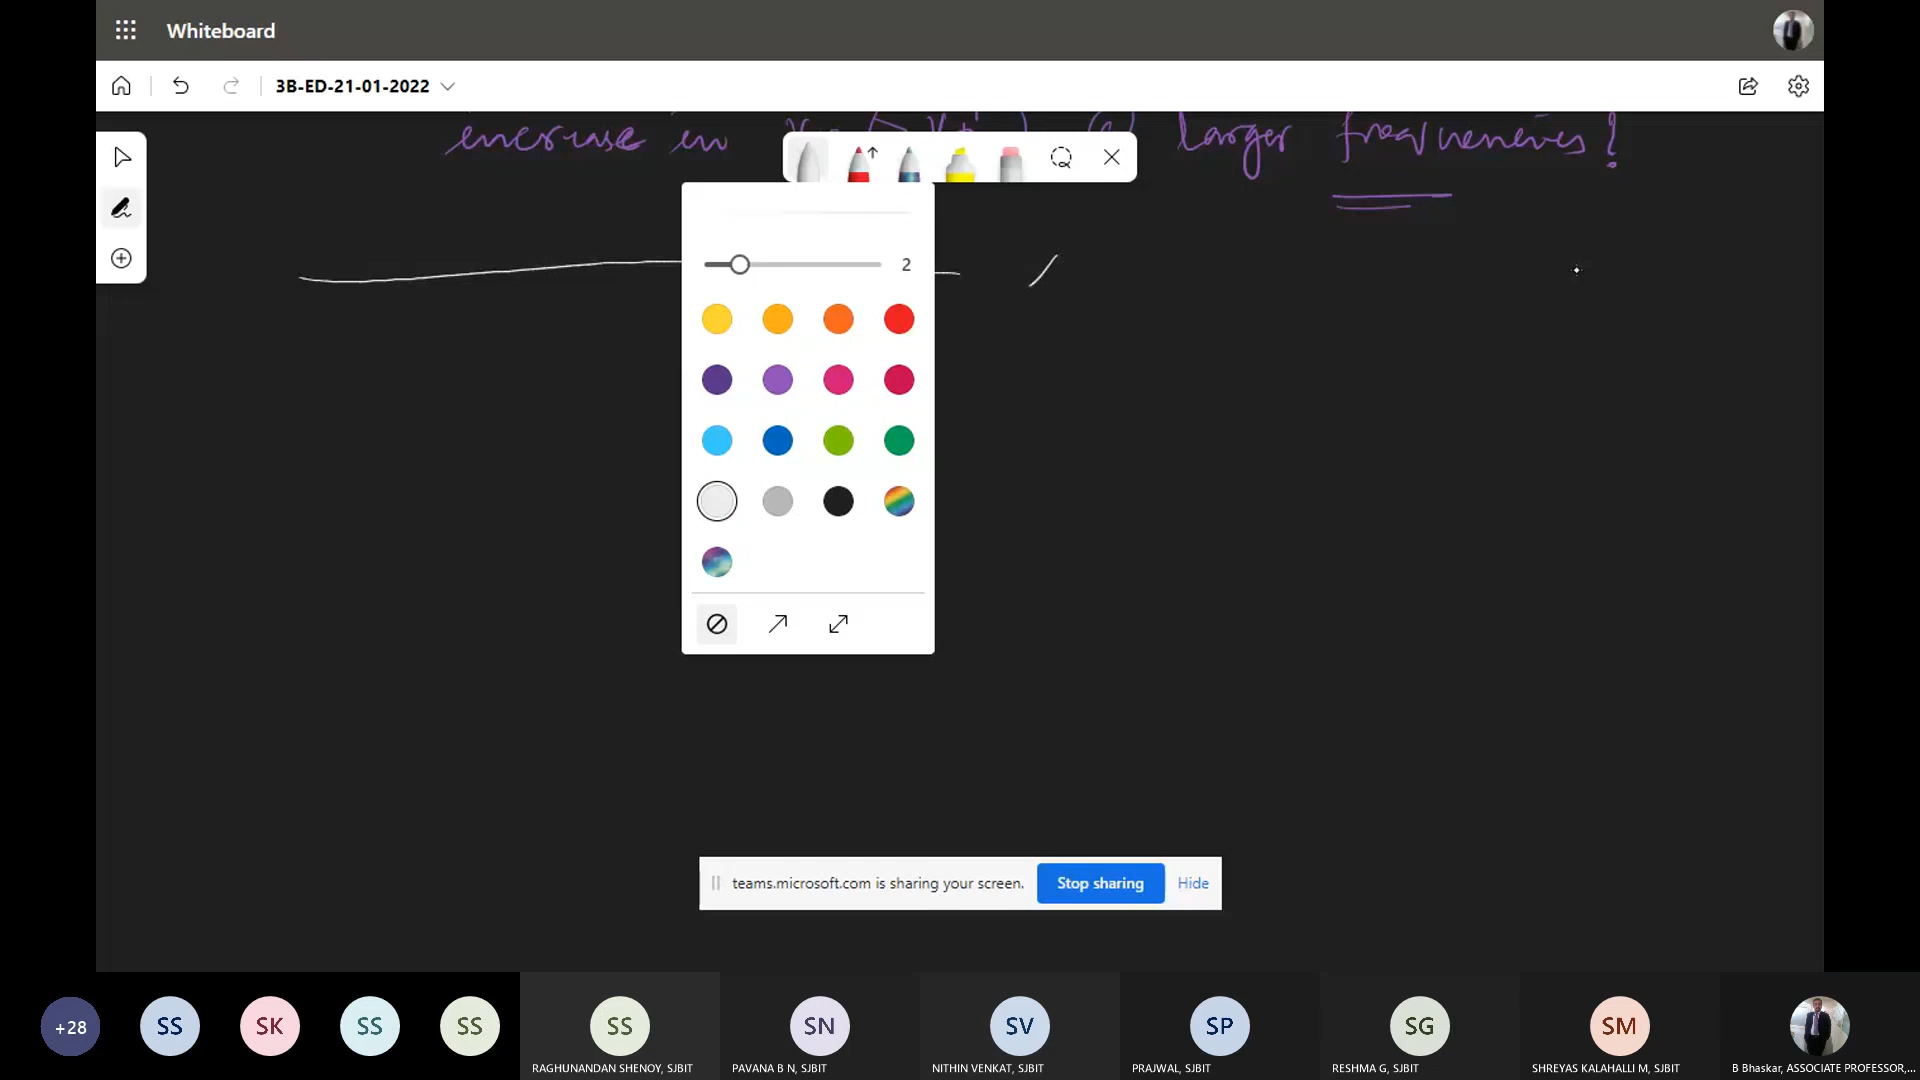 Whiteboard
3B-ED-21-01-2022
increase in larger frequencies?
2
teams.microsoft.com is sharing your screen. Stop sharing Hide
+28 SS SK SS SS SS SN SV SP SG SM
RAGHUNANDAN SHENOY, SJBIT PAVANA B N, SJBIT NITHIN VENKAT, SJBIT PRAJWAL, SJBIT RESHMA G, SJBIT SHREYAS KALAHALLI M, SJBIT B Bhaskar, ASSOCIATE PROFESSOR,...